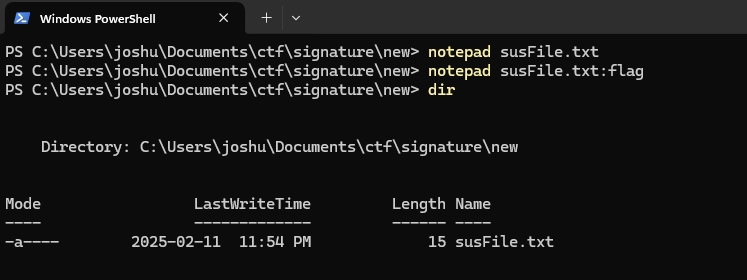 Windows PowerShell
PS C:\Users\joshu\Documents\ctf\signature\new> notepad susFile.txt
PS C:\Users\joshu\Documents\ctf\signature\new> notepad susFile.txt:flag
PS C:\Users\joshu\Documents\ctf\signature\new> dir
Directory: C:\Users\joshu\Documents\ctf\signature\new
Mode LastWriteTime Length Name
---- ------------- ------ ----
-a---- 2025-02-11 11:54 PM 15 susFile.txt